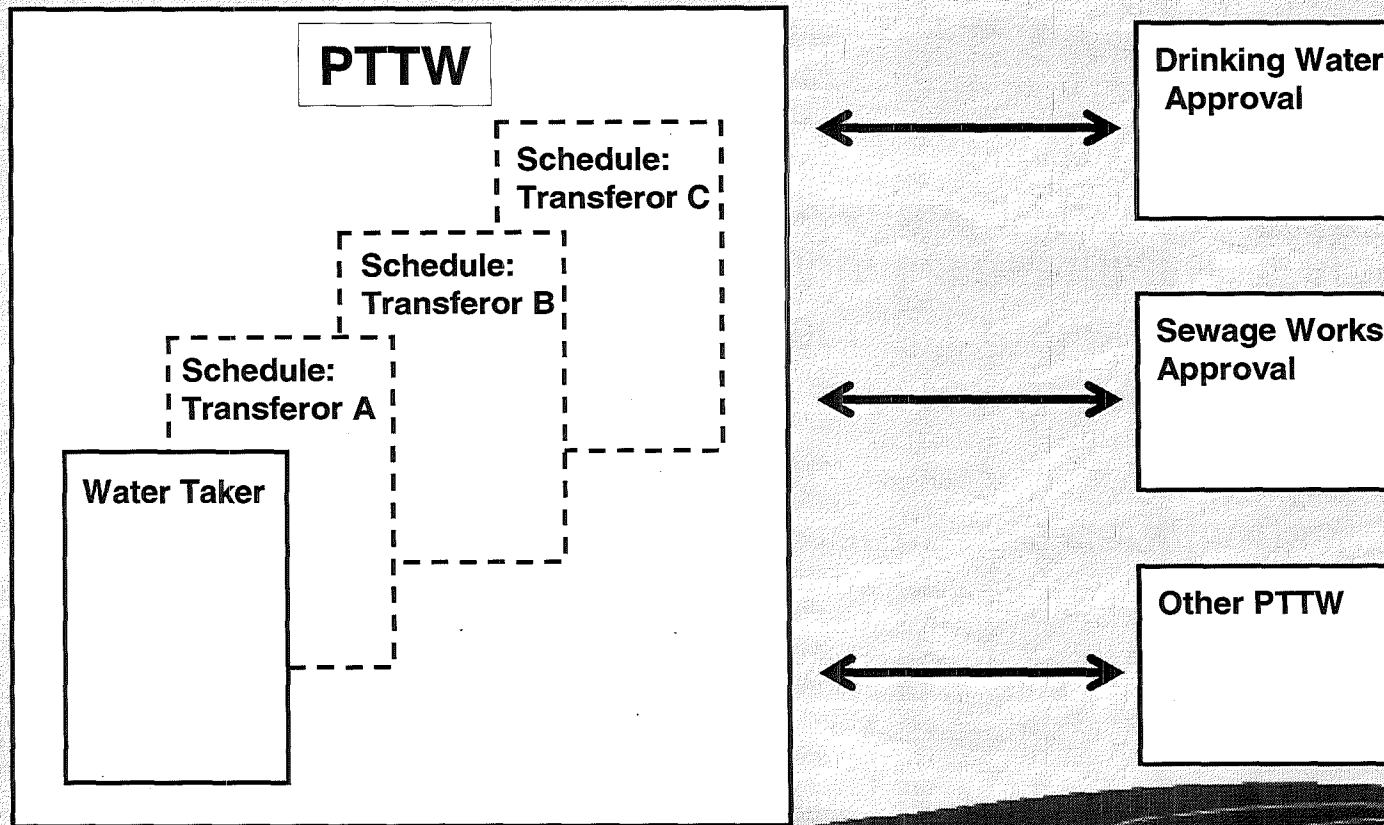 PTTW
Schedule:
Transferor C
Schedule:
Transferor B
Schedule:
Transferor A
Water Taker
Drinking Water
Approval
Sewage Works
Approval
Other PTTW